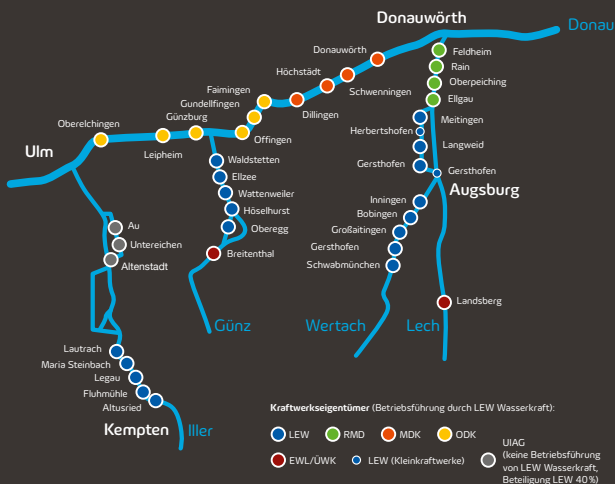 Donauwörth
Donau
Donauwörth
Feldheim
Höchstädt
Rain
Schwenningen
Oberpeiching
Faimingen
Ellgau
Gundelfingen
Dillingen
Günzburg
Meitingen
Oberelchingen
Herbertshofen
Offingen
Langweid
Ulm
Leipheim
Waldstetten
Gersthofen
Gersthofen
Ellzee
Augsburg
Wattenweiler
Inningen
Höselhurst
Bobingen
Au
Oberegg
Großaitingen
Untereichen
Gersthofen
Breitenthal
Altenstadt
Schwabmünchen
Landsberg
Günz
Wertach
Lech
Lautrach
Maria Steinbach
Legau
Fluhmühle
Altusried
Kempten
Iller
Kraftwerkseigentümer (Betriebsführung durch LEW Wasserkraft):
LEW
RMD
MDK
ODK
EWL/ÜWK
LEW (Kleinkraftwerke)
UIAG
(keine Betriebsführung
von LEW Wasserkraft,
Beteiligung LEW 40%)